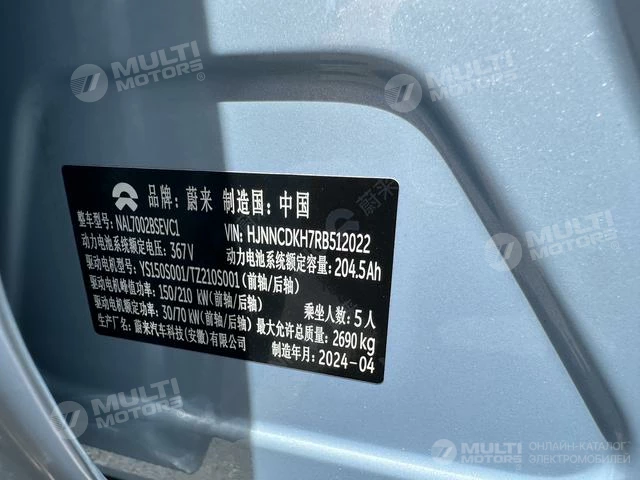 MULTI
MOTORS®
MULTI
MOTORS®
品牌: 蔚来 制造国: 中国
蔚来
整车型号: NAL7002BSEVC1
VIN: HJNNCDKH7RB512022
动力电池系统额定电压: 367V
动力电池系统额定容量: 204.5Ah
驱动电机型号: YS150S001/TZ210S001(前轴/后轴)
驱动电机峰值功率: 150/210 kW(前轴/后轴)
乘坐人数: 5人
驱动电机额定功率: 30/70 kW(前轴/后轴)
最大允许总质量: 2690 kg
生产厂名: 蔚来汽车科技(安徽)有限公司
制造年月: 2024-04
MULTI
MOTORS
MULTI
MOTORS
MULTI
MOTORS
ОНЛАЙН-КАТАЛОГ
ЭЛЕКТРОМОБИЛЕЙ